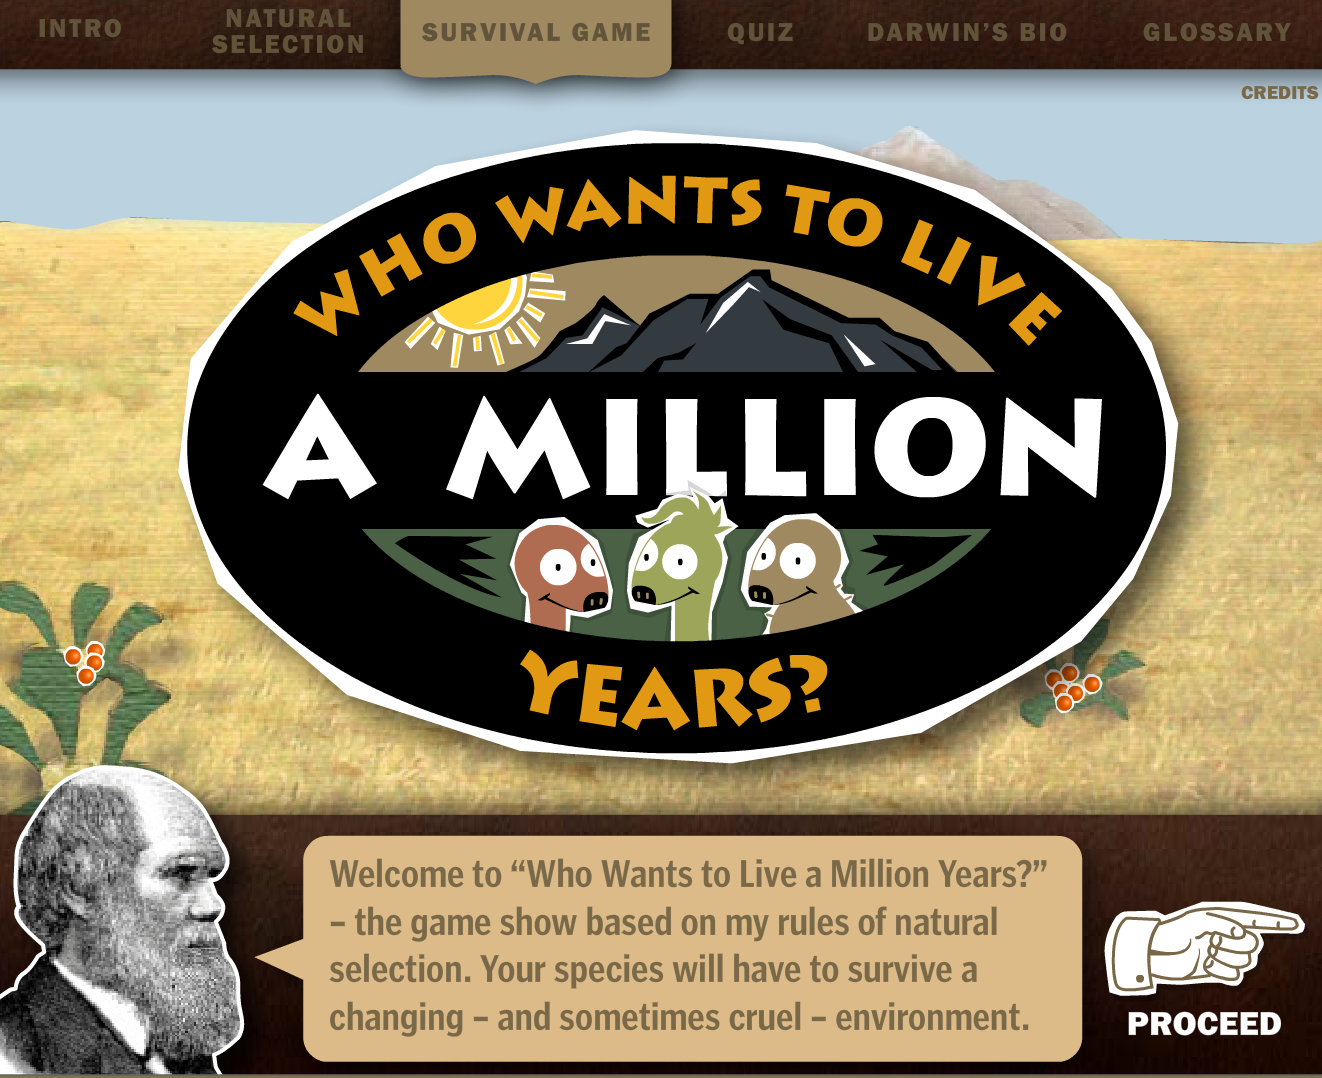 INTRO
NATURAL
SELECTION
SURVIVAL GAME
QUIZ
DARWIN'S BIO
GLOSSARY
CREDITS
WHO WANTS TO LIVE
A MILLION
YEARS?
Welcome to “Who Wants to Live a Million Years?”
– the game show based on my rules of natural
selection. Your species will have to survive a
changing – and sometimes cruel – environment.
PROCEED